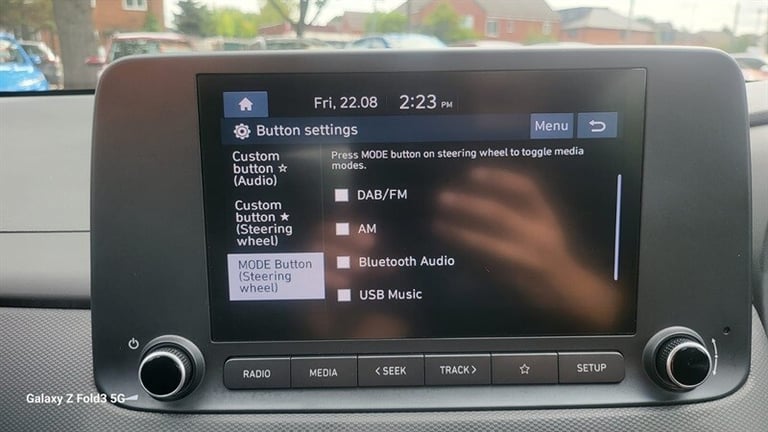 Fri, 22.08 2:23 PM
Button settings
Menu
Custom
button ☆
(Audio)
Custom
button ★
(Steering
wheel)
MODE Button
(Steering
wheel)
Press MODE button on steering wheel to toggle media
modes.
DAB/FM
AM
Bluetooth Audio
USB Music
RADIO
MEDIA
< SEEK
TRACK >
☆
SETUP
Galaxy Z Fold3 5G